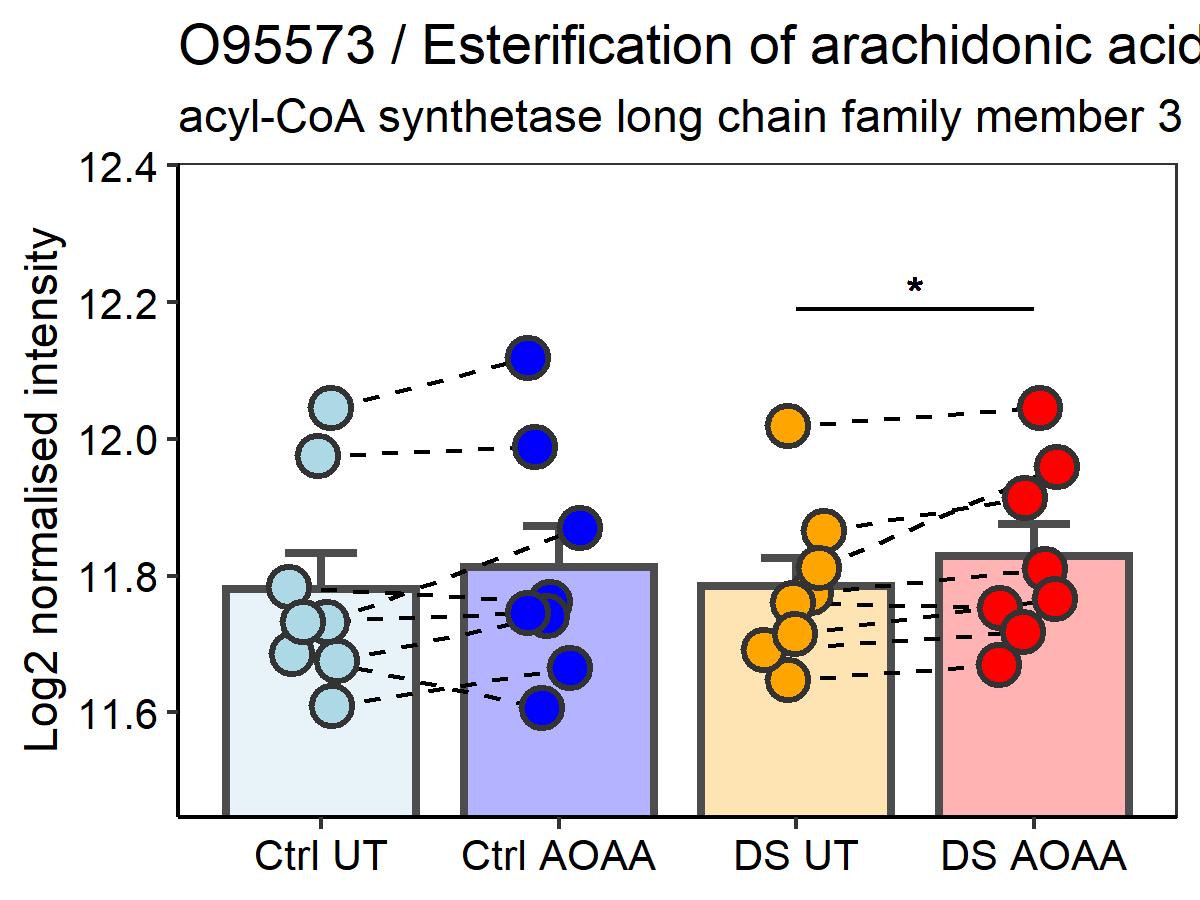 O95573 / Esterification of arachidonic acid
acyl-CoA synthetase long chain family member 3
Log2 normalised intensity
12.4
12.2
12.0
11.8
11.6
*
Ctrl UT
Ctrl AOAA
DS UT
DS AOAA